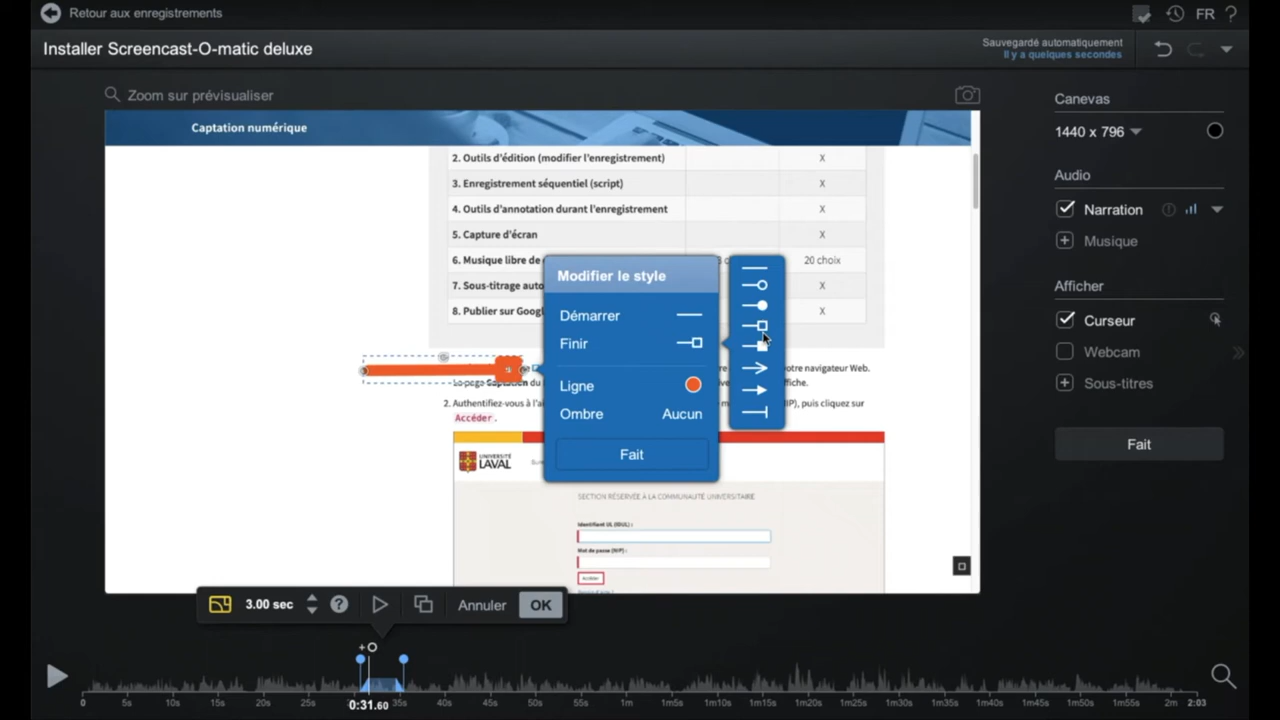 Retour aux enregistrements
FR
Installer Screencast-O-matic deluxe
Sauvegardé automatiquement
Il y a quelques secondes
Zoom sur prévisualiser
Canevas
1440 x 796
Audio
Narration
Musique
Afficher
Curseur
Webcam
Sous-titres
Fait
Captation numérique
2. Outils d'édition (modifier l'enregistrement) X
3. Enregistrement séquentiel (script) X
4. Outils d'annotation durant l'enregistrement X
5. Capture d'écran X
6. Musique libre de 20 choix
7. Sous-titrage auto X
8. Publier sur Googl X
Modifier le style
Démarrer
Finir
Ligne
Ombre Aucun
Fait
otre navigateur Web.
La page Captation du
affiche.
2. Authentifiez-vous à l'ai
IP), puis cliquez sur
Accéder.
UNIVERSITÉ
LAVAL
SECTION RÉSERVÉE À LA COMMUNAUTÉ UNIVERSITAIRE
Identifiant UL (IDUL) :
Mot de passe (NIP) :
Accéder
3.00 sec
Annuler
OK
0 5s 10s 15s 20s 25s 35s 40s 45s 50s 55s 1m 1m5s 1m10s 1m15s 1m20s 1m25s 1m30s 1m35s 1m40s 1m45s 1m50s 1m55s 2m 2:03
0:31.60